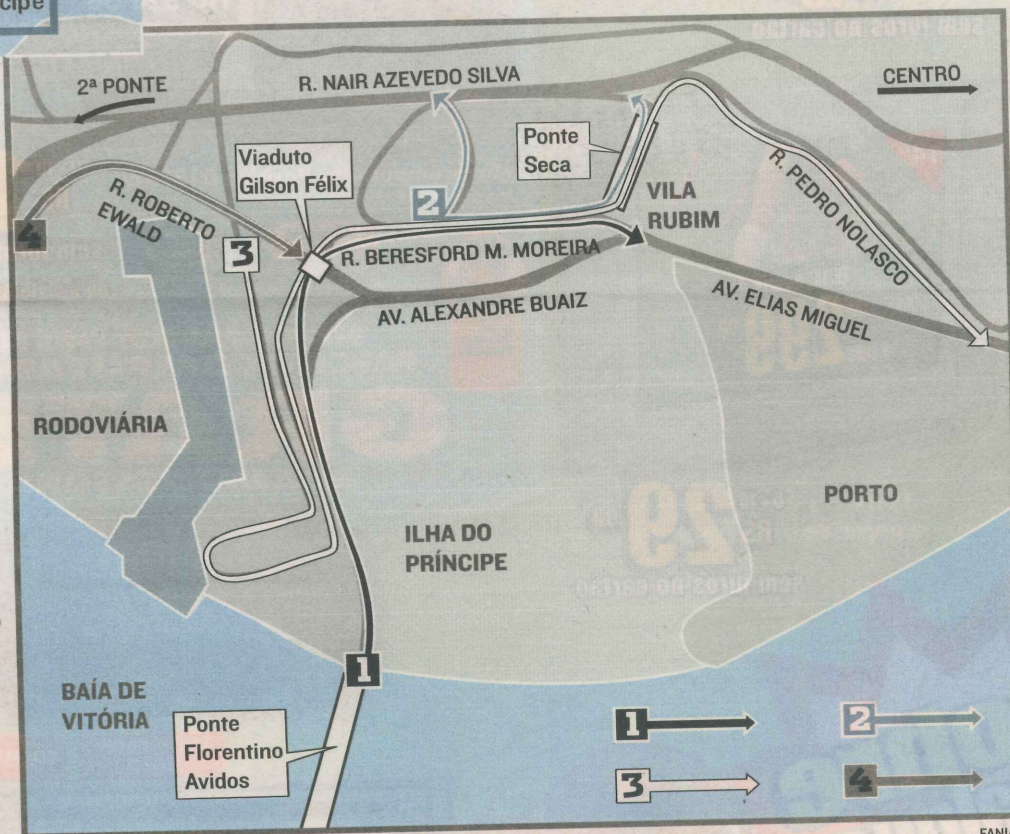 cipe
2ª PONTE
R. NAIR AZEVEDO SILVA
CENTRO
Viaduto
Gilson Félix
Ponte
Seca
R. ROBERTO
EWALD
4
3
2
VILA
RUBIM
R. PEDRO NOLASCO
R. BERESFORD M. MOREIRA
AV. ALEXANDRE BUAIZ
AV. ELIAS MIGUEL
RODOVIÁRIA
PORTO
ILHA DO
PRÍNCIPE
1
BAÍA DE
VITÓRIA
Ponte
Florentino
Avidos
1
2
3
4